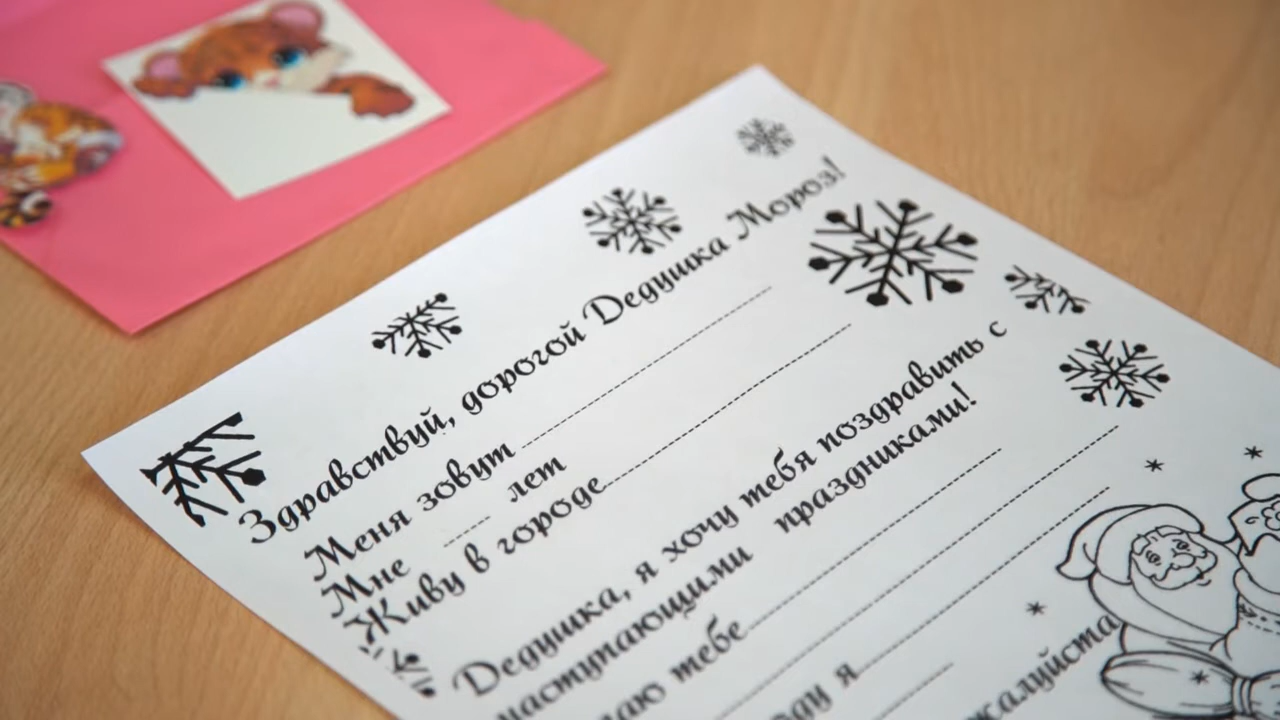 Здравствуй, дорогой Дедушка Мороз!
Меня зовут
Мне лет
Живу в городе
Дедушка, я хочу тебя поздравить с
наступающими праздниками!
тебе
я